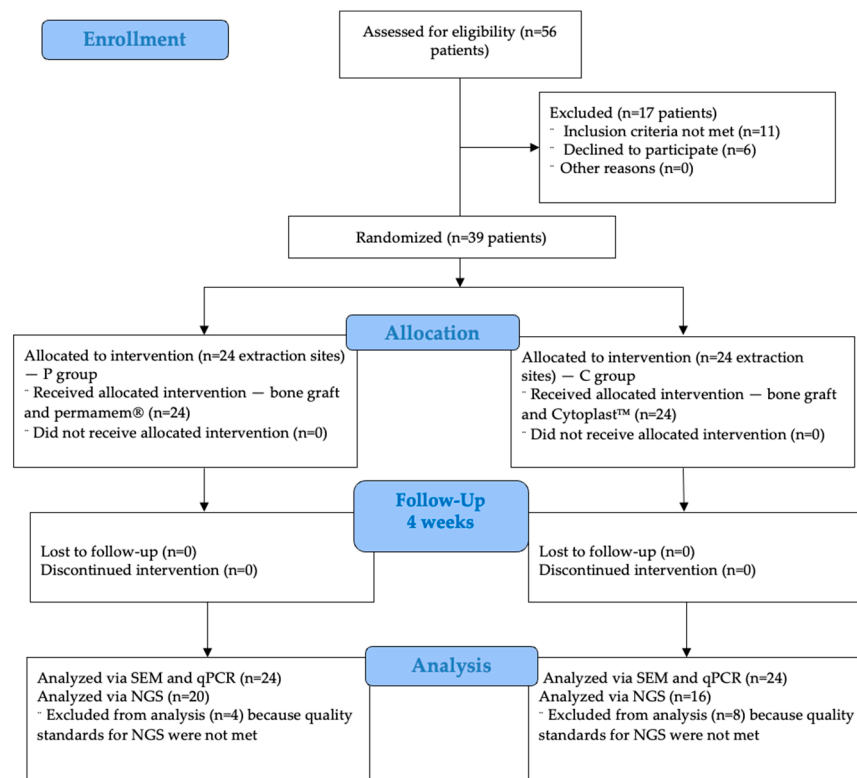 Enrollment
Assessed for eligibility (n=56
patients)
Excluded (n=17 patients)
¨ Inclusion criteria not met (n=11)
¨ Declined to participate (n=6)
¨ Other reasons (n=0)
Randomized (n=39 patients)
Allocation
Allocated to intervention (n=24 extraction sites)
— P group
¨ Received allocated intervention — bone graft
and permamem® (n=24)
¨ Did not receive allocated intervention (n=0)
Allocated to intervention (n=24 extraction
sites) — C group
¨ Received allocated intervention — bone graft
and Cytoplast™ (n=24)
¨ Did not receive allocated intervention (n=0)
Follow-Up
4 weeks
Lost to follow-up (n=0)
Discontinued intervention (n=0)
Lost to follow-up (n=0)
Discontinued intervention (n=0)
Analysis
Analyzed via SEM and qPCR (n=24)
Analyzed via NGS (n=20)
¨ Excluded from analysis (n=4) because quality
standards for NGS were not met
Analyzed via SEM and qPCR (n=24)
Analyzed via NGS (n=16)
¨ Excluded from analysis (n=8) because quality
standards for NGS were not met